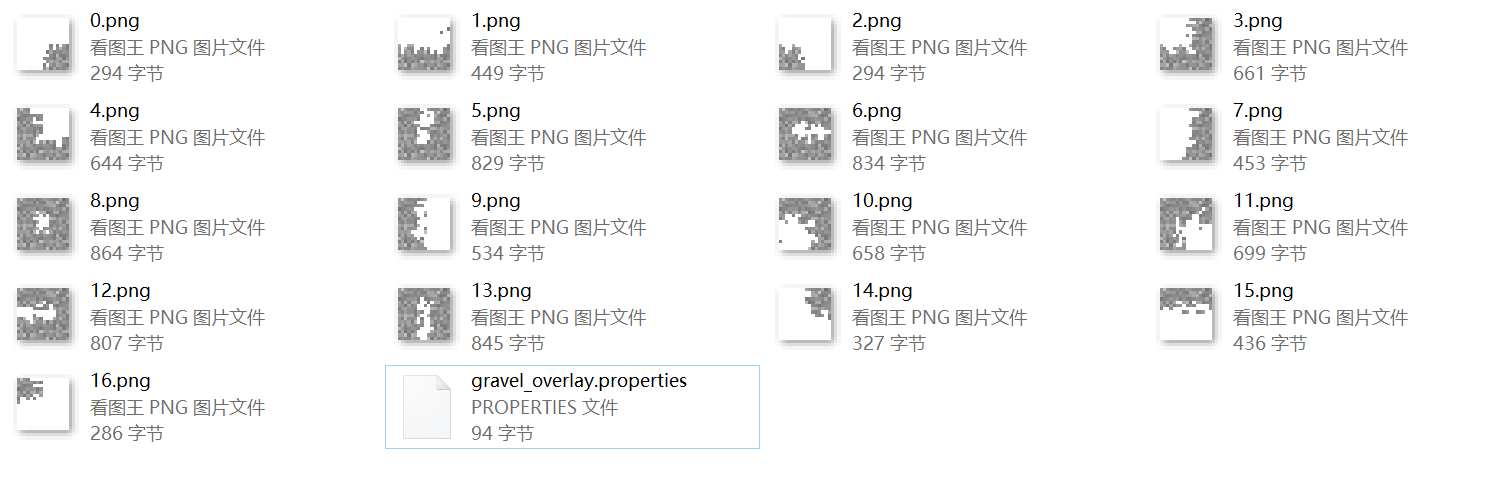 0.png
看图王 PNG 图片文件
294 字节
1.png
看图王 PNG 图片文件
449 字节
2.png
看图王 PNG 图片文件
294 字节
3.png
看图王 PNG 图片文件
661 字节
4.png
看图王 PNG 图片文件
644 字节
5.png
看图王 PNG 图片文件
829 字节
6.png
看图王 PNG 图片文件
834 字节
7.png
看图王 PNG 图片文件
453 字节
8.png
看图王 PNG 图片文件
864 字节
9.png
看图王 PNG 图片文件
534 字节
10.png
看图王 PNG 图片文件
658 字节
11.png
看图王 PNG 图片文件
699 字节
12.png
看图王 PNG 图片文件
807 字节
13.png
看图王 PNG 图片文件
845 字节
14.png
看图王 PNG 图片文件
327 字节
15.png
看图王 PNG 图片文件
436 字节
16.png
看图王 PNG 图片文件
286 字节
gravel_overlay.properties
PROPERTIES 文件
94 字节